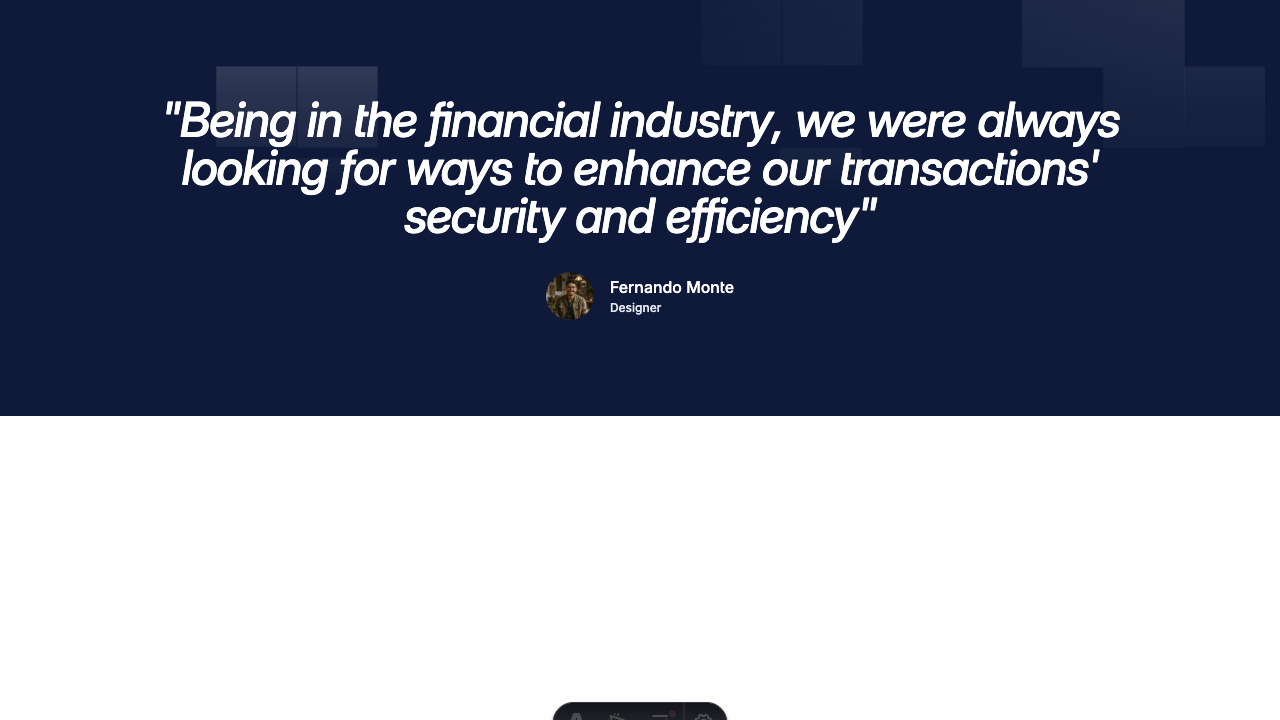 "Being in the financial industry, we were always
looking for ways to enhance our transactions'
security and efficiency"
Fernando Monte
Designer